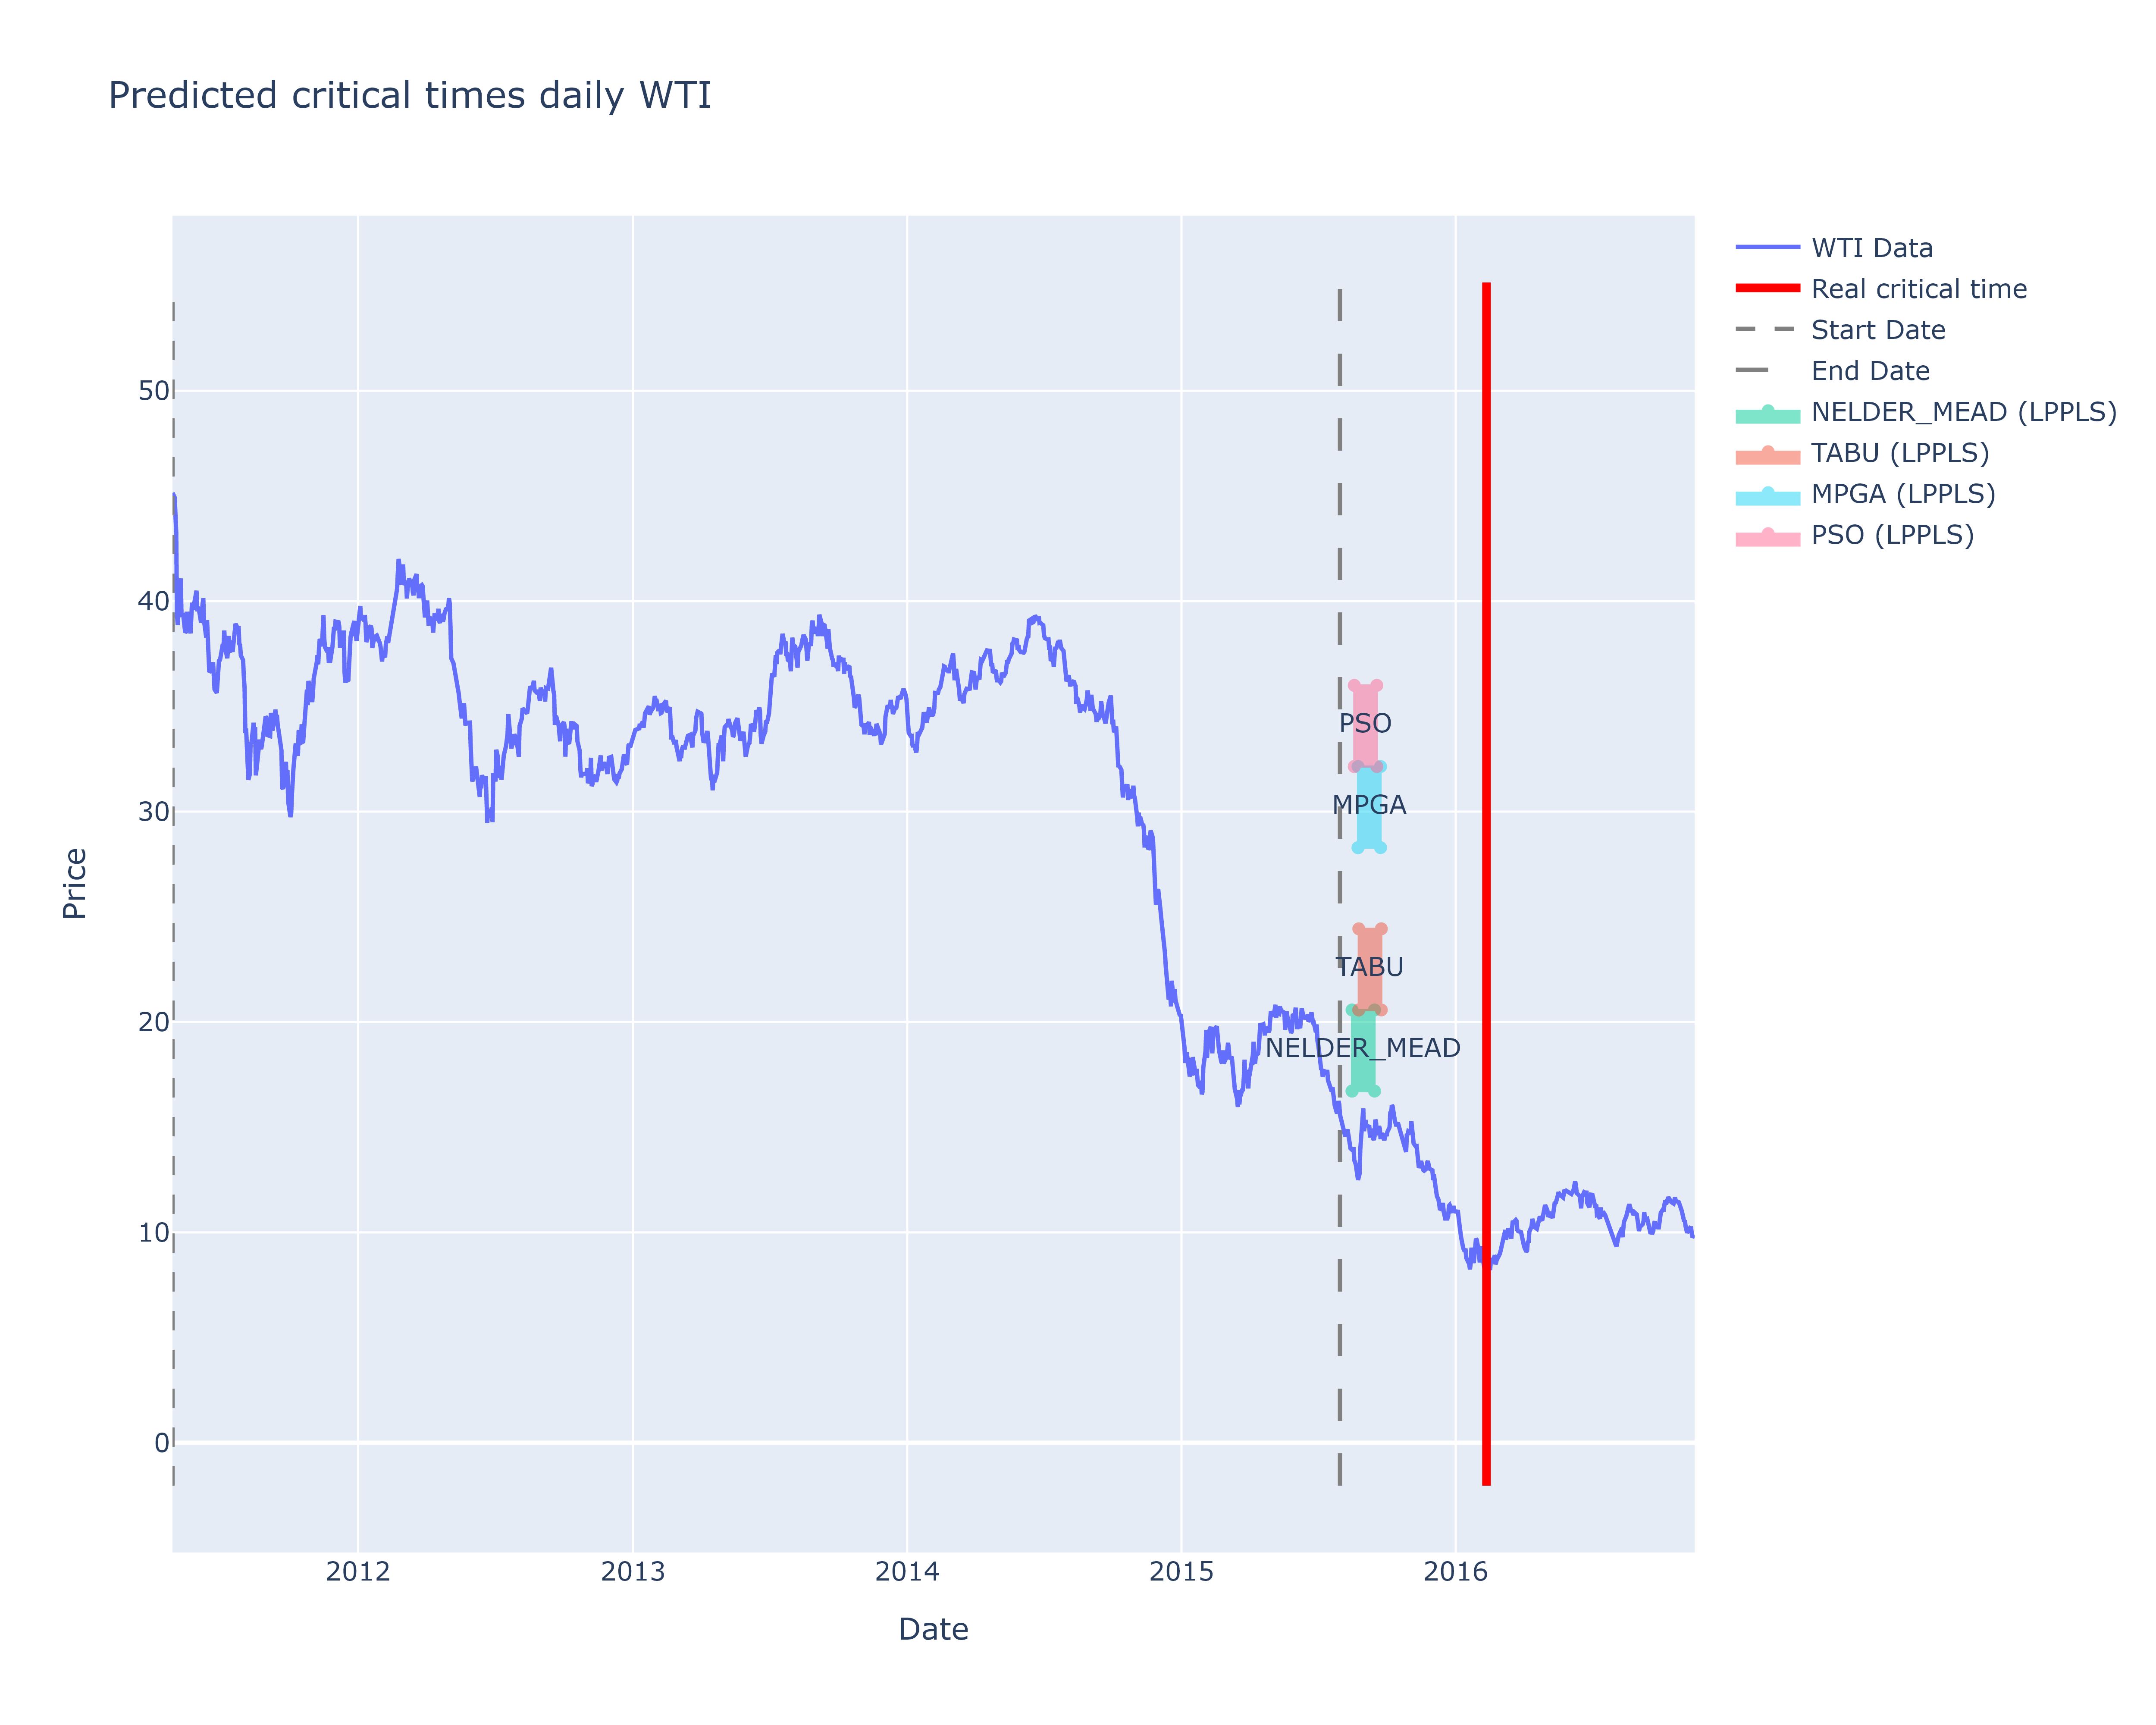 Predicted critical times daily WTI
WTI Data
Real critical time
Start Date
End Date
NELDER_MEAD (LPPLS)
TABU (LPPLS)
MPGA (LPPLS)
PSO (LPPLS)
50
40
30
20
10
0
Price
PSO
MPGA
TABU
NELDER_MEAD
2012
2013
2014
2015
2016
Date